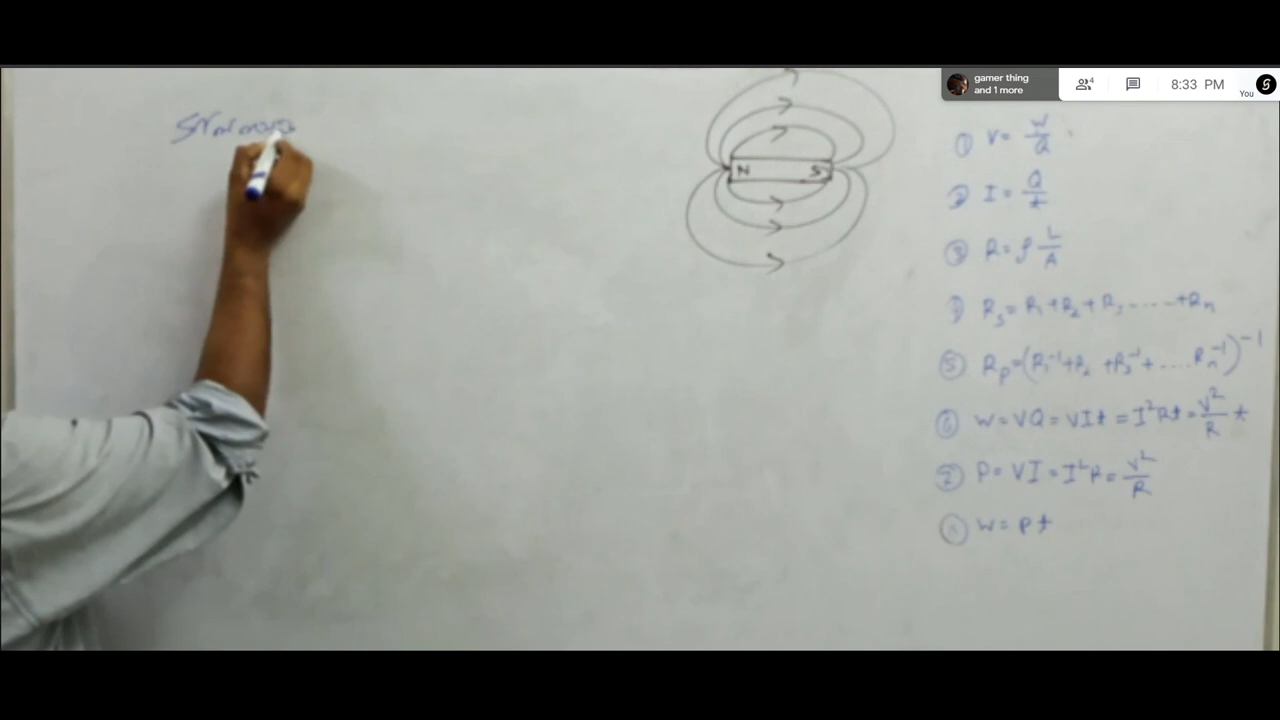 gamer thing
and 1 more
4
8:33 PM
You
N S
① V = W/Q
② I = Q/t
③ R = ρ L/A
④ Rs = R1 + R2 + R3 ...... + Rn
⑤ Rp = (R1⁻¹ + R2 + R3⁻¹ + .... Rn⁻¹)⁻¹
⑥ W = VQ = VIt = I²Rt = V²/R t
⑦ P = VI = I²R = V²/R
⑧ W = Pt